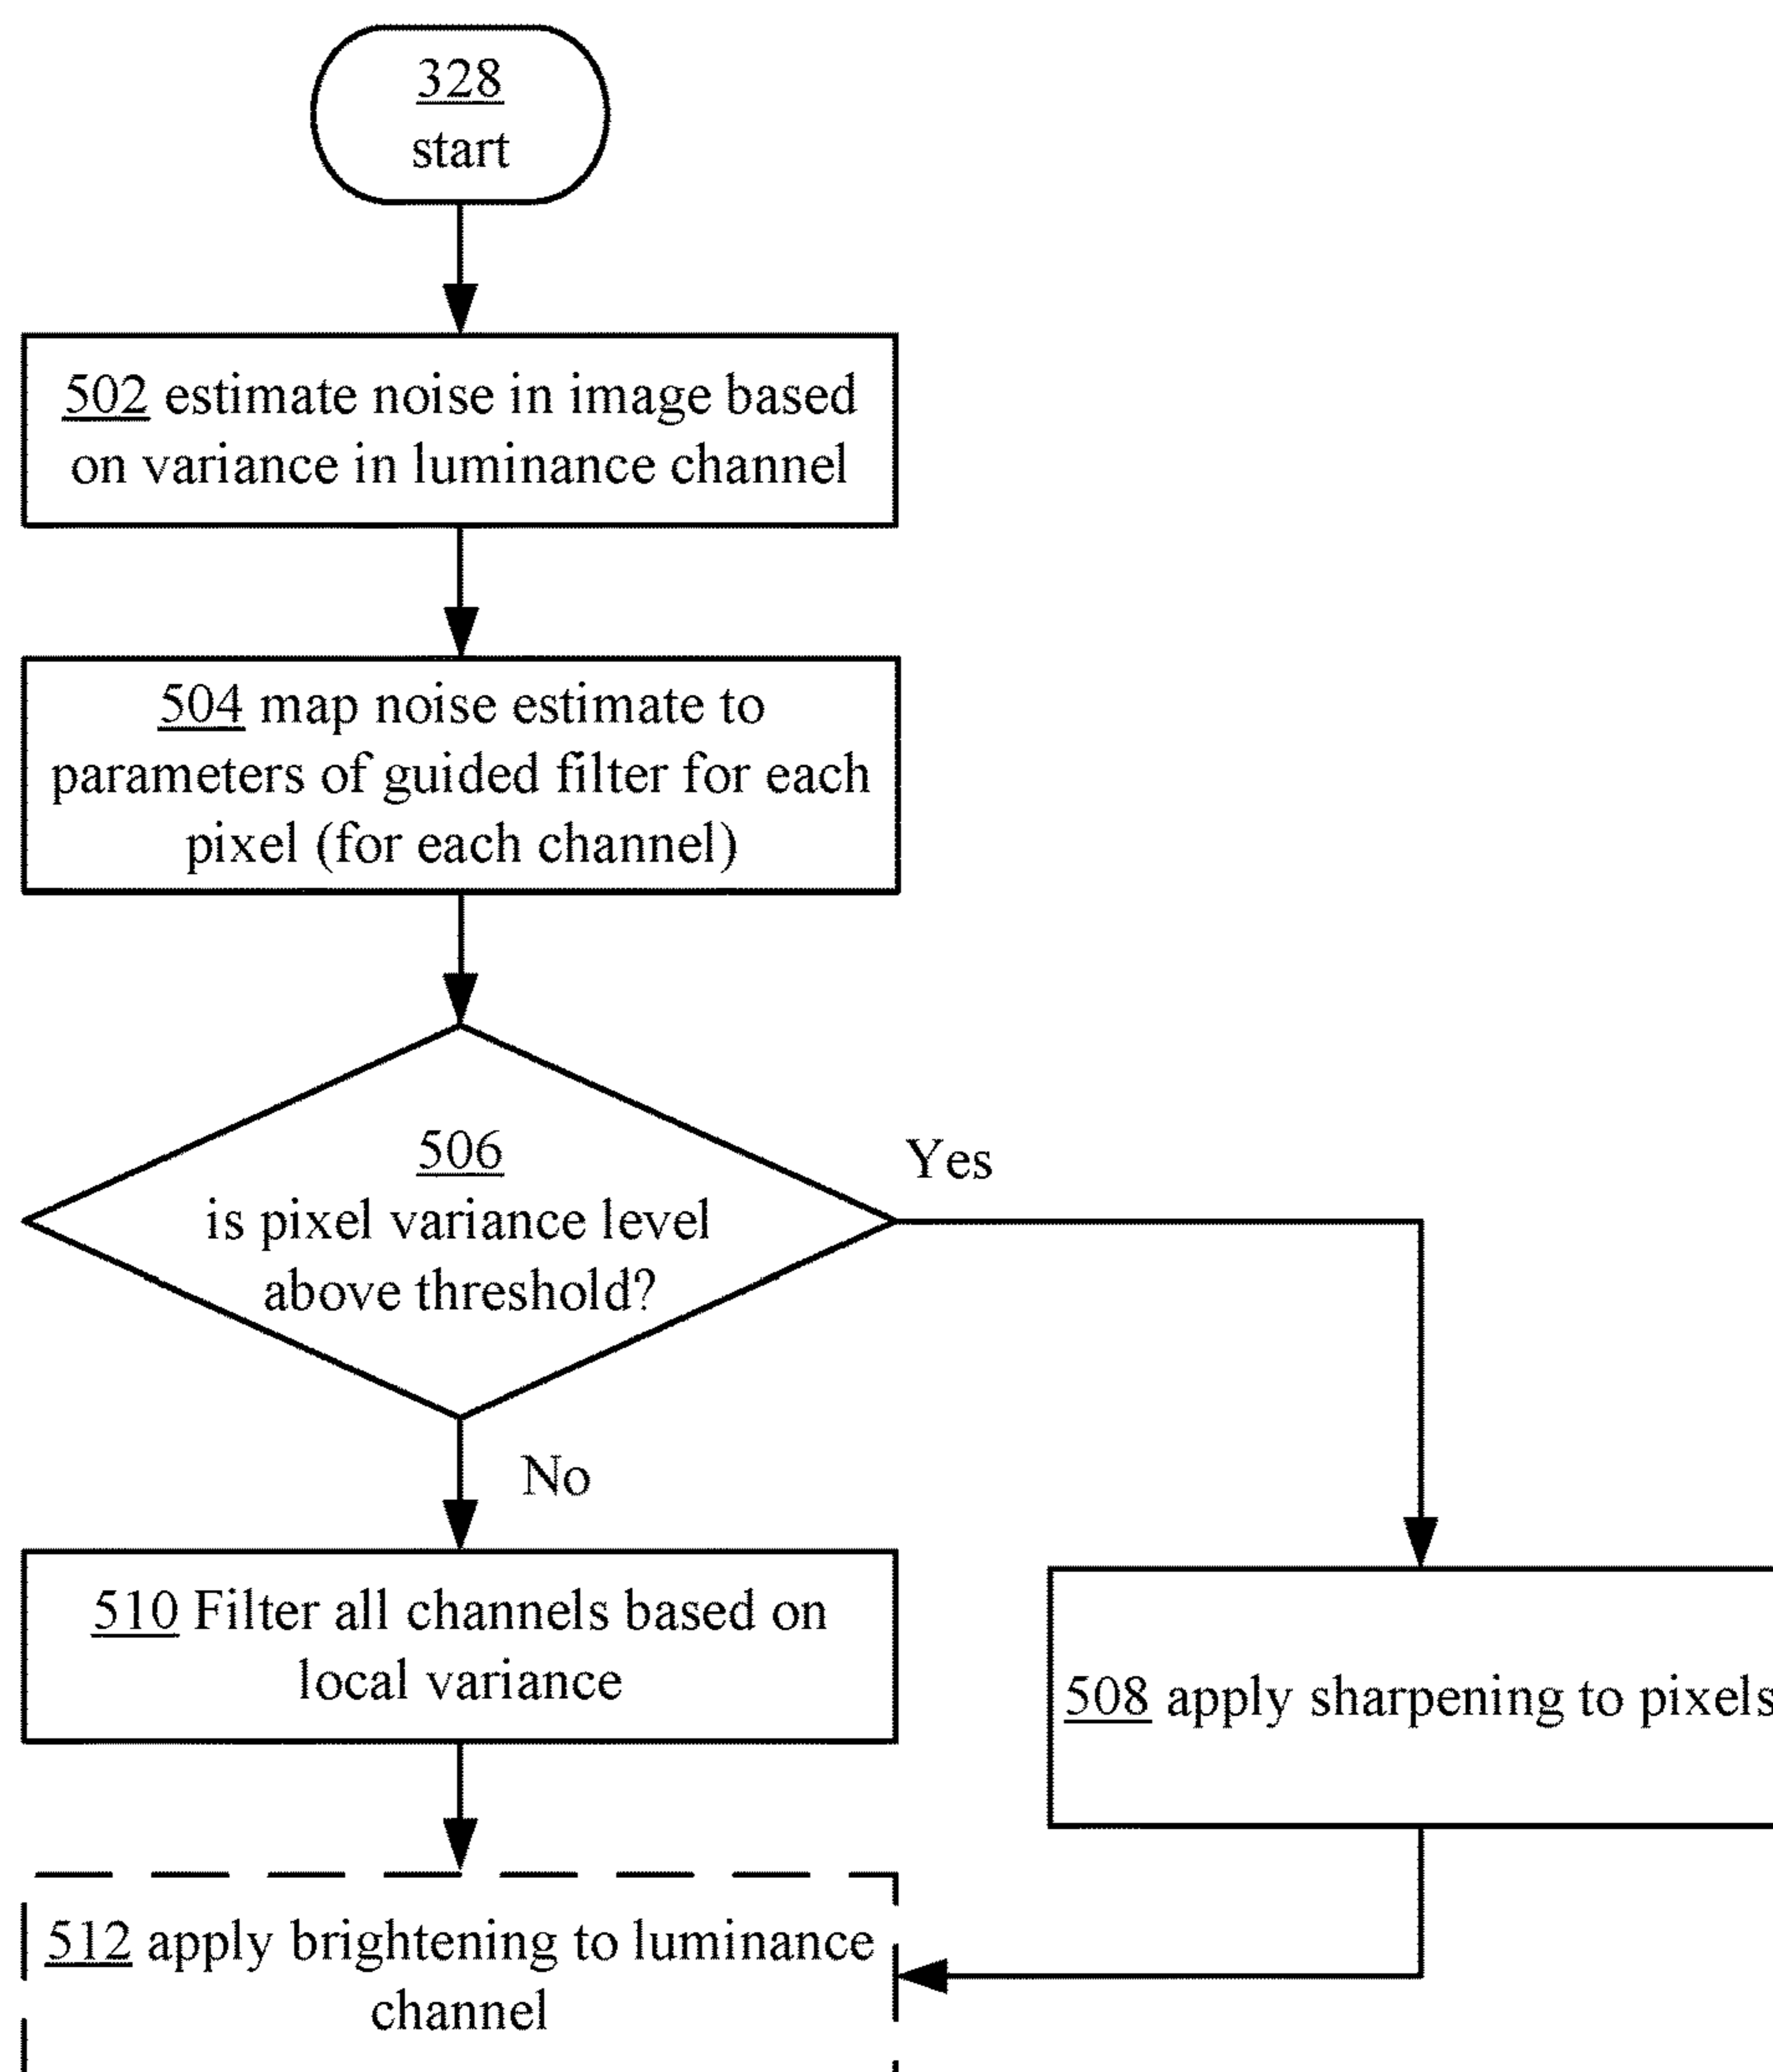 328
start
502 estimate noise in image based
on variance in luminance channel
504 map noise estimate to
parameters of guided filter for each
pixel (for each channel)
506
is pixel variance level
above threshold?
Yes
No
510 Filter all channels based on
local variance
508 apply sharpening to pixels
512 apply brightening to luminance
channel